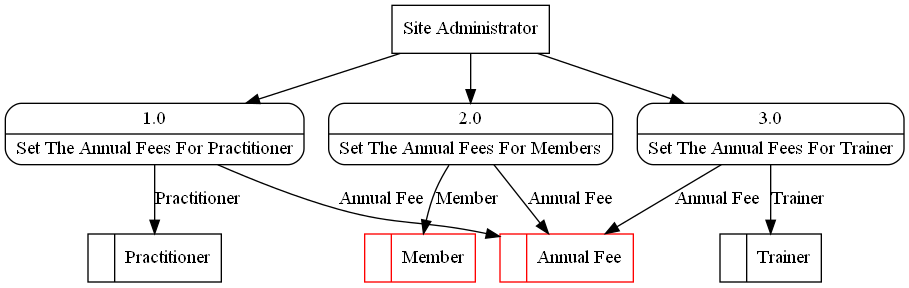 Site Administrator
1.0
Set The Annual Fees For Practitioner
2.0
Set The Annual Fees For Members
3.0
Set The Annual Fees For Trainer
Practitioner
Annual Fee
Member
Annual Fee
Annual Fee
Trainer
Practitioner
Member
Annual Fee
Trainer